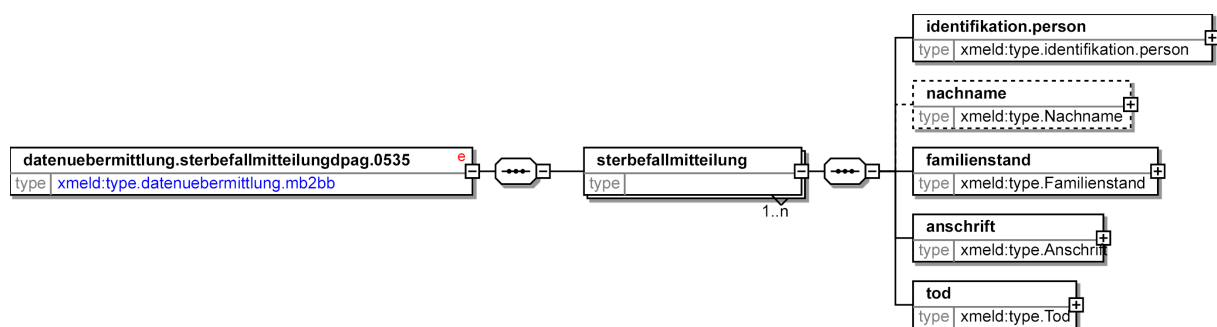 identifikation.person
type xmeld:type.identifikation.person
nachname
type xmeld:type.Nachname
datenuebermittlung.sterbefallmitteilungdpag.0535 e
type xmeld:type.datenuebermittlung.mb2bb
sterbefallmitteilung
type
1..n
familienstand
type xmeld:type.Familienstand
anschrift
type xmeld:type.Anschrift
tod
type xmeld:type.Tod